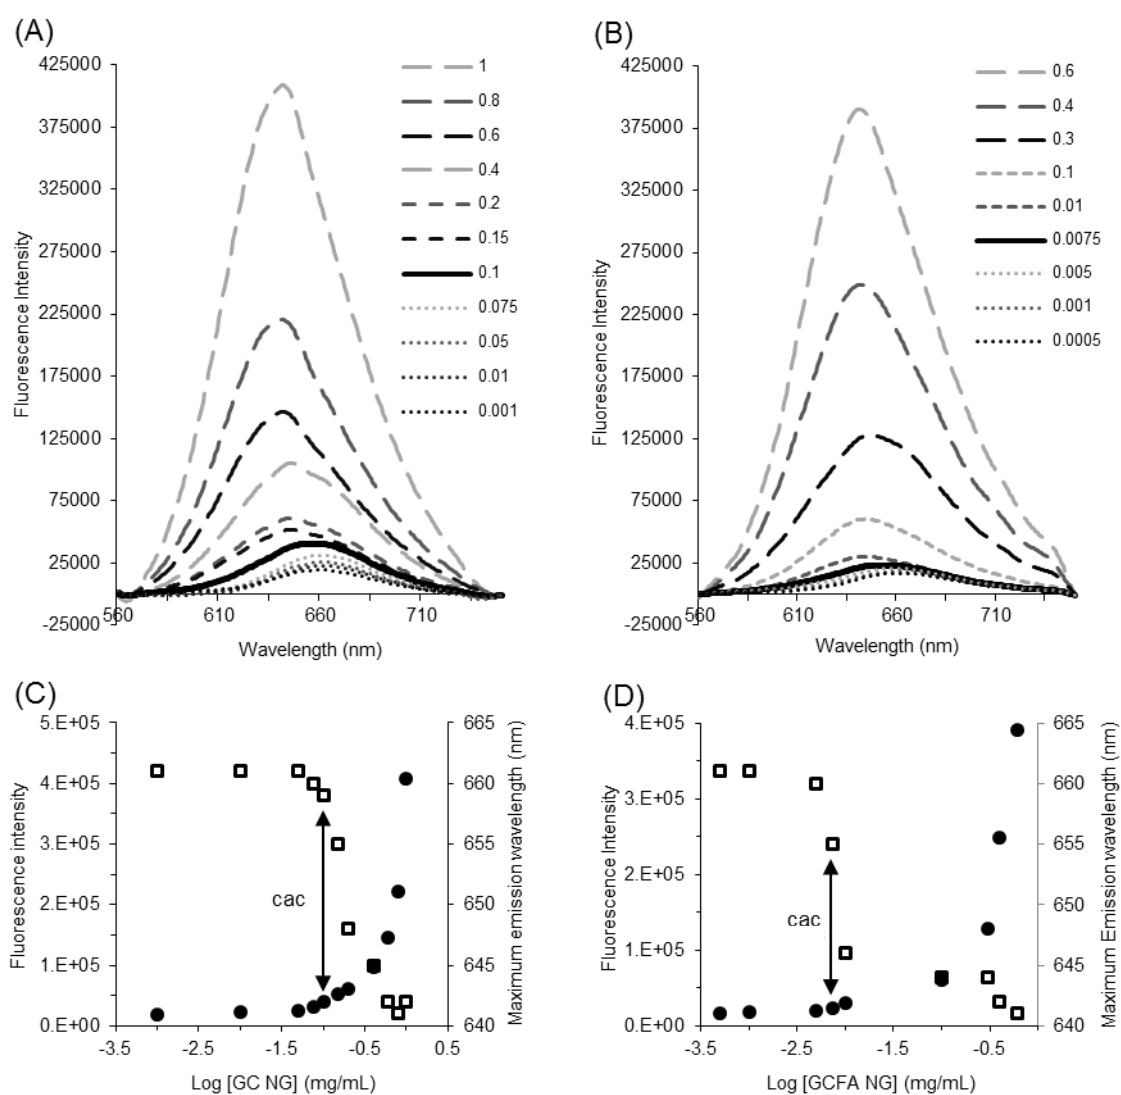 (A)
425000
375000
325000
275000
225000
175000
125000
75000
25000
-25000
560
610
660
710
Fluorescence Intensity
Wavelength (nm)
1
0.8
0.6
0.4
0.2
0.15
0.1
0.075
0.05
0.01
0.001
(B)
425000
375000
325000
275000
225000
175000
125000
75000
25000
-25000
560
610
660
710
Fluorescence Intensity
Wavelength (nm)
0.6
0.4
0.3
0.1
0.01
0.0075
0.005
0.001
0.0005
(C)
5.E+05
4.E+05
3.E+05
2.E+05
1.E+05
0.E+00
Fluorescence intensity
665
660
655
650
645
640
Maximum emission wavelength (nm)
cac
-3.5
-2.5
-1.5
-0.5
0.5
Log [GC NG] (mg/mL)
(D)
4.E+05
3.E+05
2.E+05
1.E+05
0.E+00
Fluorescence Intensity
665
660
655
650
645
640
Maximum Emission wavelength (nm)
cac
-3.5
-2.5
-1.5
-0.5
Log [GCFA NG] (mg/mL)